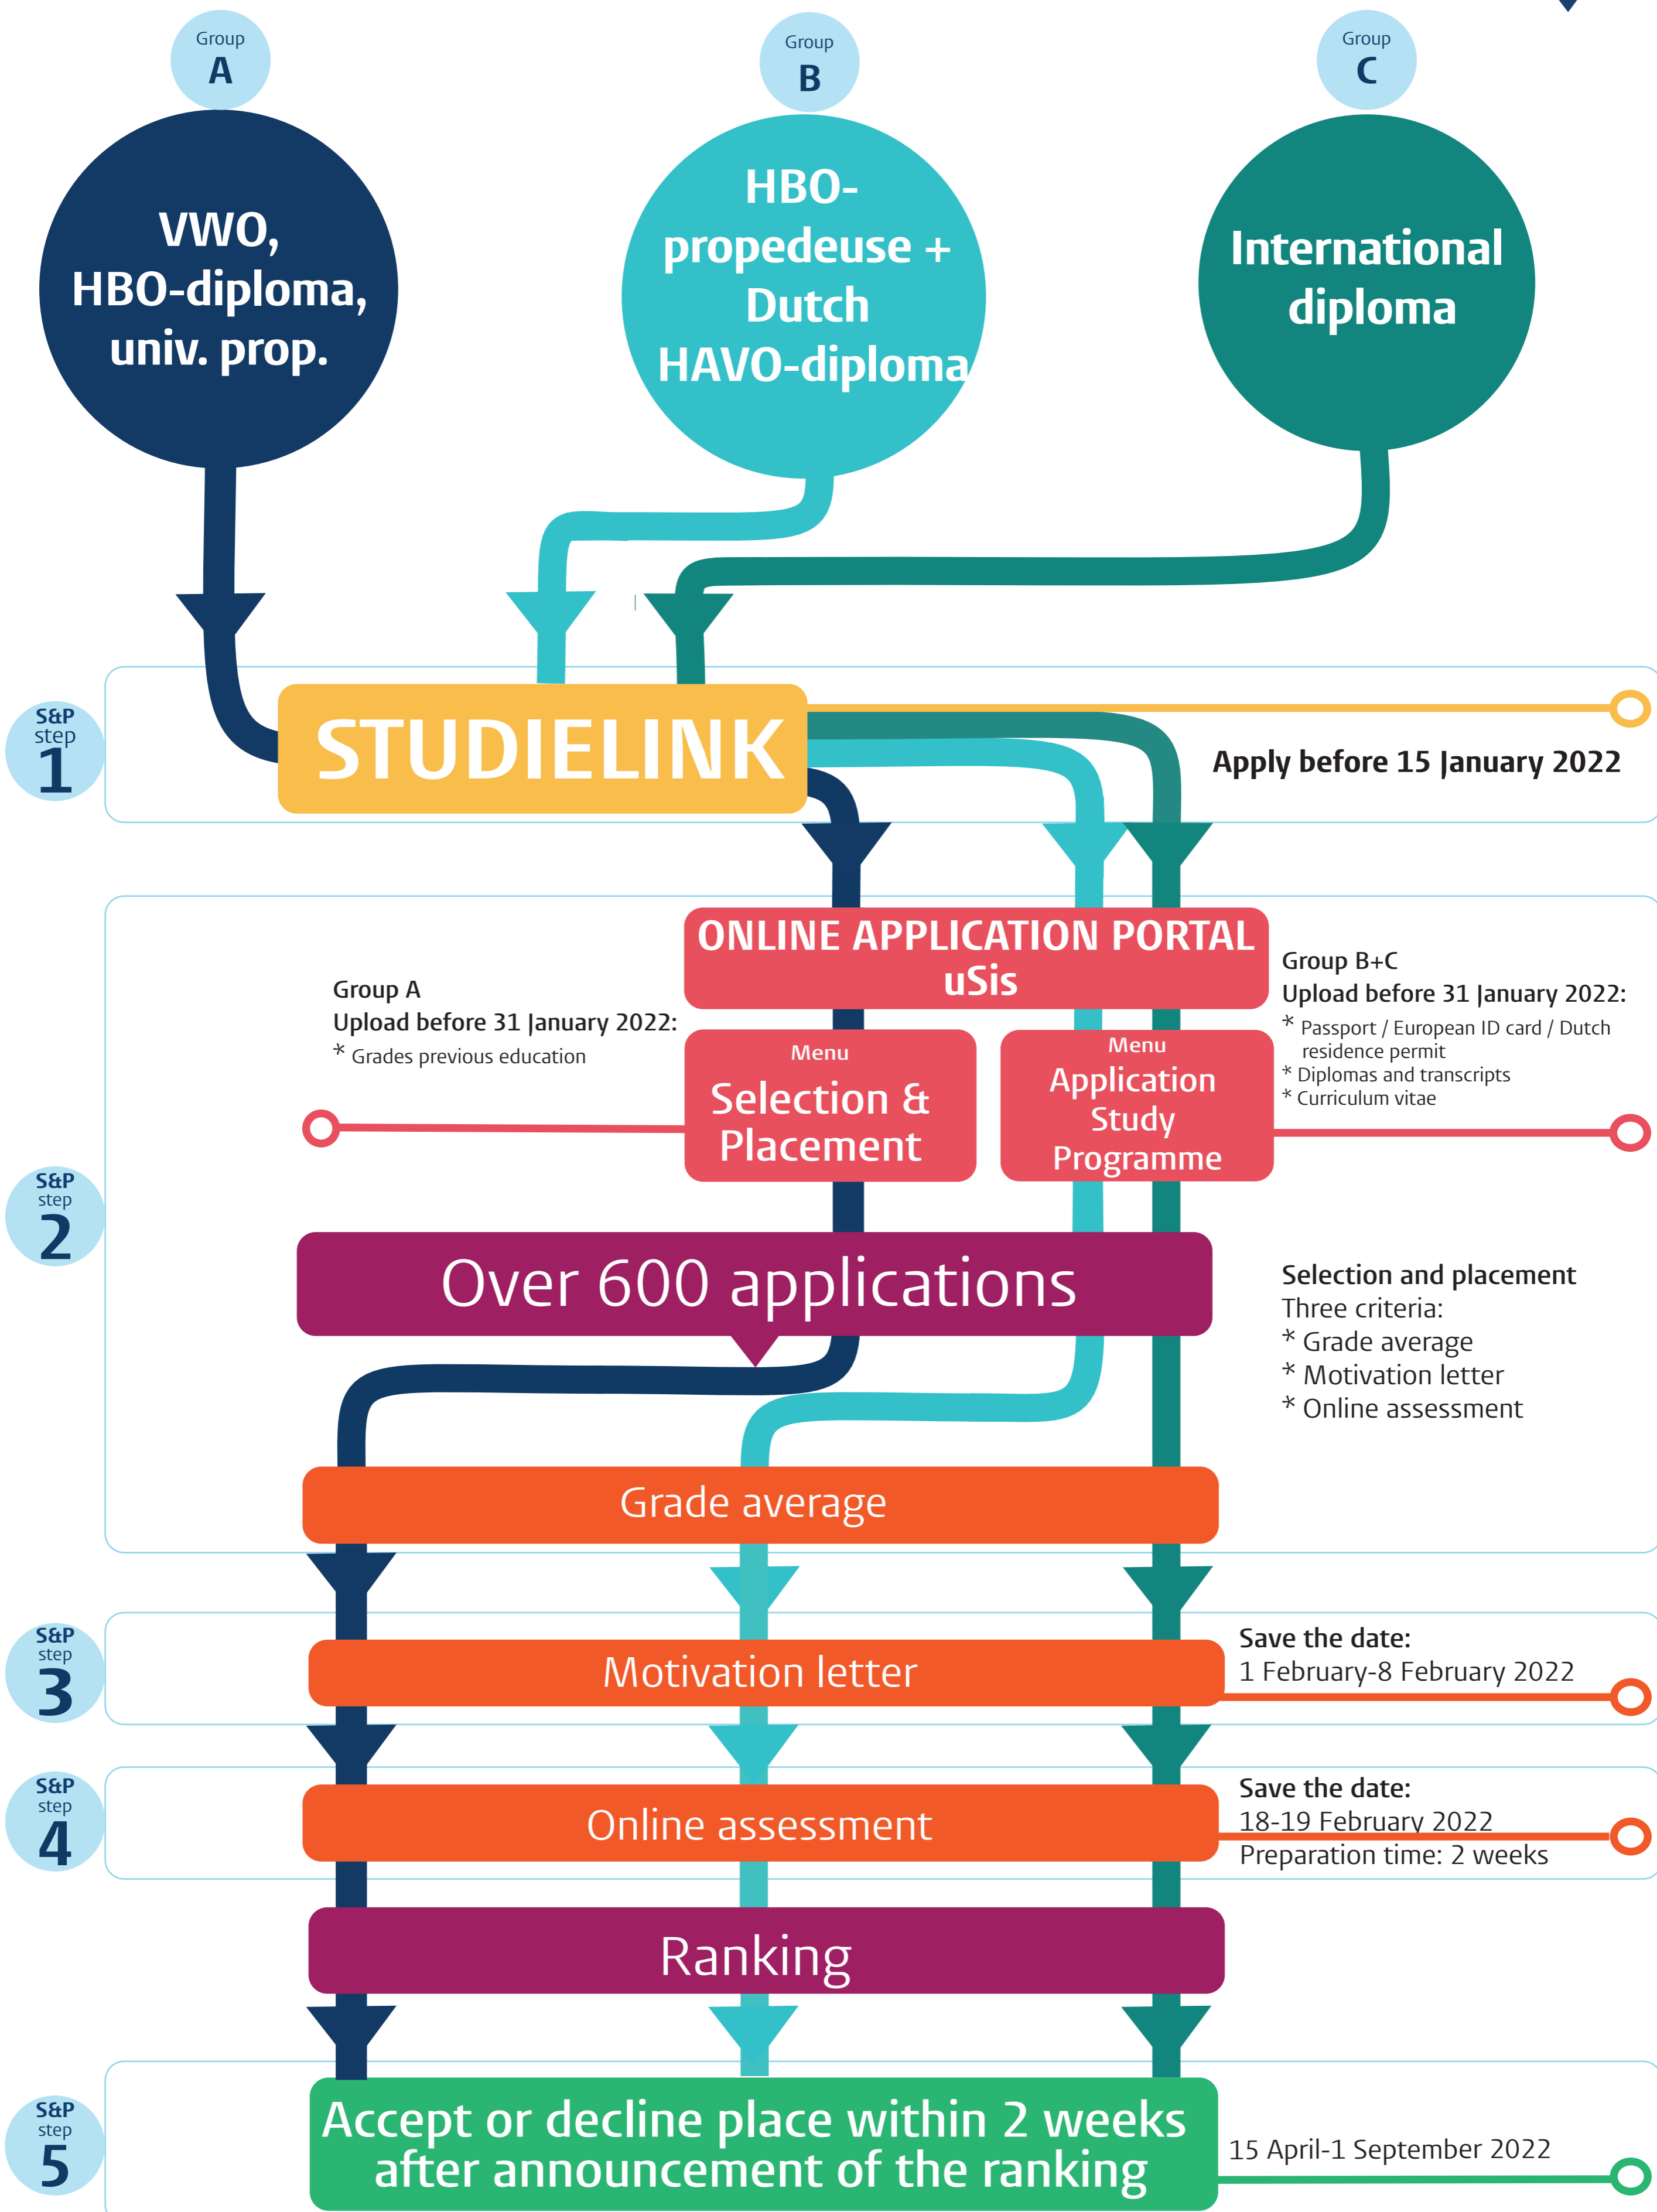 Group
A
Group
B
Group
C
VWO,
HBO-diploma,
univ. prop.
HBO-
propedeuse +
Dutch
HAVO-diploma
International
diploma
S&P
step
1
STUDIELINK
Apply before 15 January 2022
S&P
step
2
ONLINE APPLICATION PORTAL
uSis
Group A
Upload before 31 January 2022:
* Grades previous education
Menu
Selection &
Placement
Menu
Application
Study
Programme
Group B+C
Upload before 31 January 2022:
* Passport / European ID card / Dutch
residence permit
* Diplomas and transcripts
* Curriculum vitae
Over 600 applications
Selection and placement
Three criteria:
* Grade average
* Motivation letter
* Online assessment
Grade average
S&P
step
3
Motivation letter
Save the date:
1 February-8 February 2022
S&P
step
4
Online assessment
Save the date:
18-19 February 2022
Preparation time: 2 weeks
Ranking
S&P
step
5
Accept or decline place within 2 weeks
after announcement of the ranking
15 April-1 September 2022